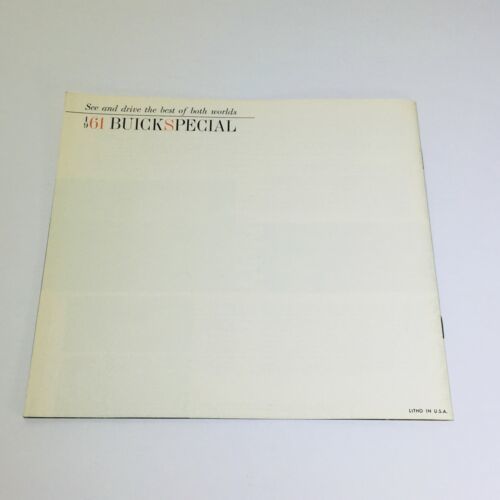 See and drive the best of both worlds
1961 BUICK SPECIAL
LITHO IN U.S.A.